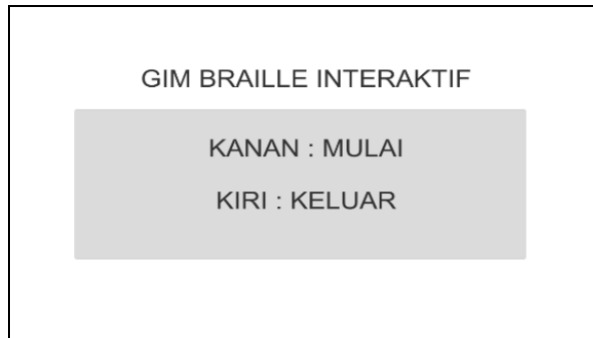 GIM BRAILLE INTERAKTIF
KANAN : MULAI
KIRI : KELUAR